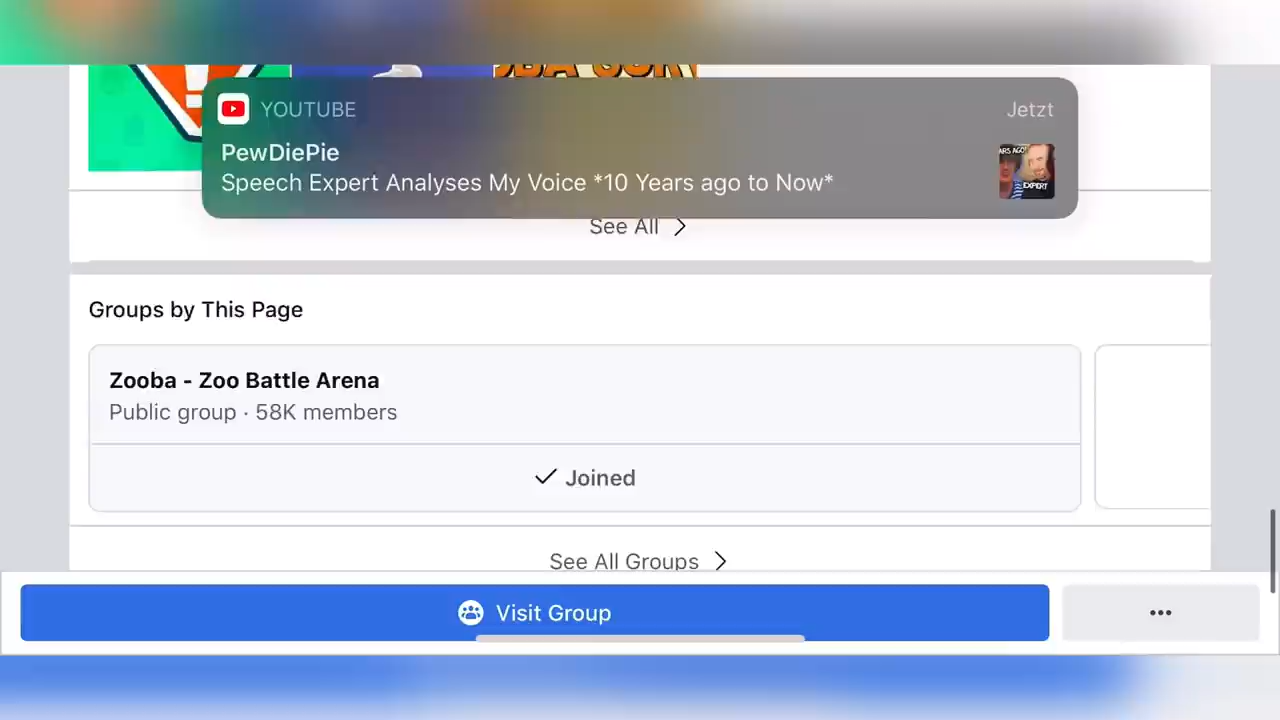 YOUTUBE
Jetzt
PewDiePie
Speech Expert Analyses My Voice *10 Years ago to Now*
EXPERT
See All
Groups by This Page
Zooba - Zoo Battle Arena
Public group · 58K members
Joined
See All Groups
Visit Group